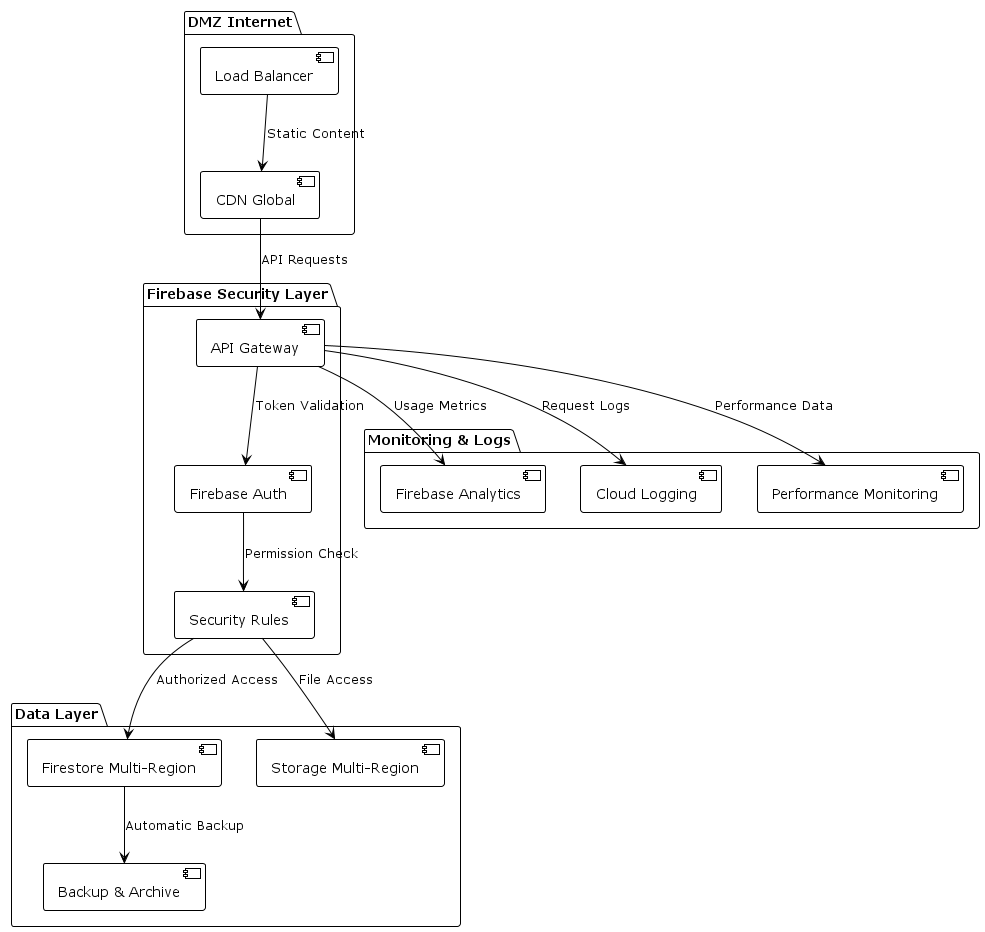 DMZ Internet
Load Balancer
Static Content
CDN Global
API Requests
Firebase Security Layer
API Gateway
Token Validation
Usage Metrics
Request Logs
Performance Data
Monitoring & Logs
Firebase Auth
Firebase Analytics
Cloud Logging
Performance Monitoring
Permission Check
Security Rules
Authorized Access
File Access
Data Layer
Firestore Multi-Region
Storage Multi-Region
Automatic Backup
Backup & Archive